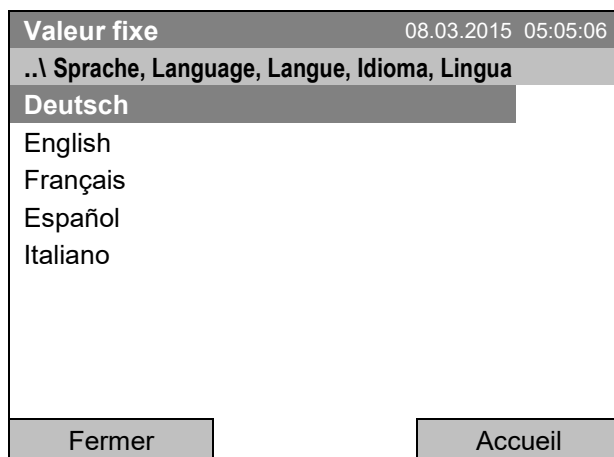 Valeur fixe 08.03.2015 05:05:06
..\ Sprache, Language, Langue, Idioma, Lingua
Deutsch
English
Français
Español
Italiano
Fermer Accueil